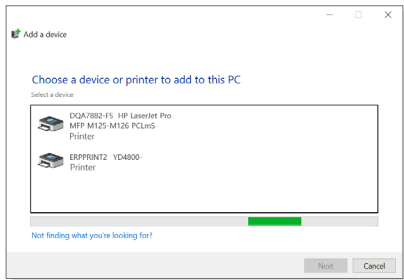 Add a device
Choose a device or printer to add to this PC
Select a device
DQA7882-F5 HP LaserJet Pro
MFP M125-M126 PCLmS
Printer
ERPPRINT2 YD4800-
Printer
Not finding what you're looking for?
Next
Cancel